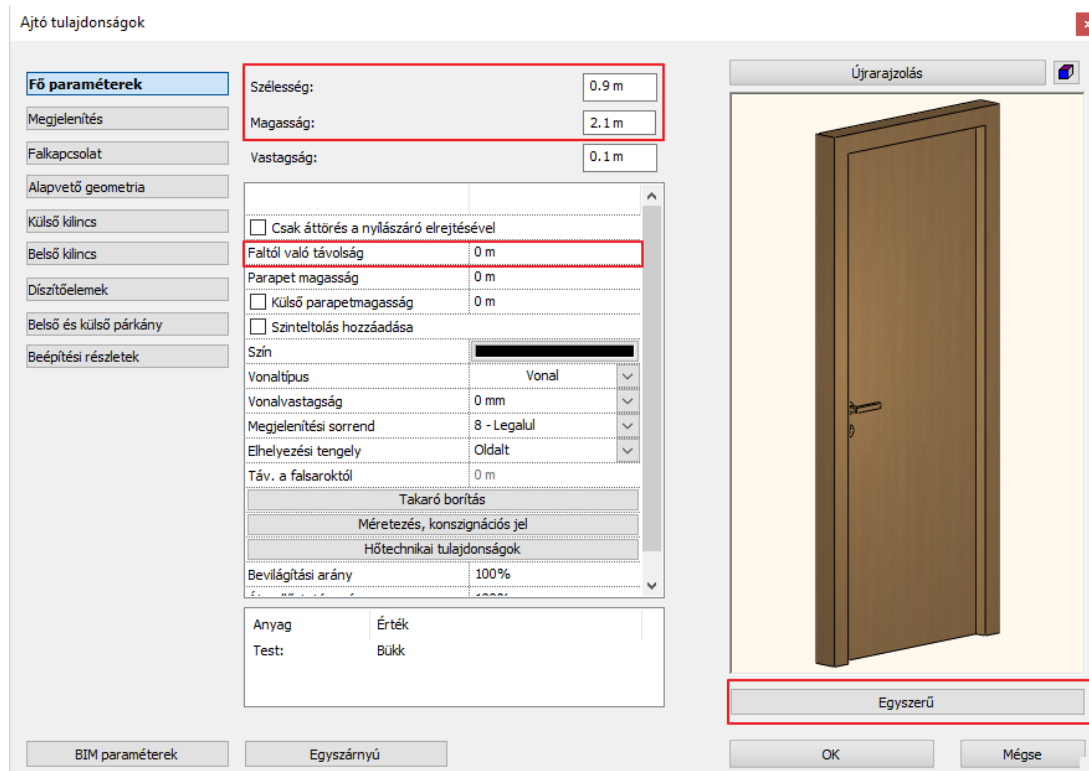 Ajtó tulajdonságok
x
Fő paraméterek
Megjelenítés
Falkapcsolat
Alapvető geometria
Külső kilincs
Belső kilincs
Díszítőelemek
Belső és külső párkány
Beépítési részletek
Szélesség: 0.9 m
Magasság: 2.1 m
Vastagság: 0.1 m
Csak áttörés a nyílászáró elrejtésével
Faltól való távolság 0 m
Parapet magasság 0 m
Külső parapetmagasság 0 m
Szinteltolás hozzáadása
Szín
Vonaltípus Vonal
Vonalvastagság 0 mm
Megjelenítési sorrend 8 - Legalul
Elhelyezési tengely Oldalt
Táv. a falsaroktól 0 m
Takaró borítás
Méretezés, konszignációs jel
Hőtechnikai tulajdonságok
Bevilágítási arány 100%
Anyag Érték
Test: Bükk
Újrarajzolás
Egyszerű
BIM paraméterek
Egyszárnyú
OK
Mégse